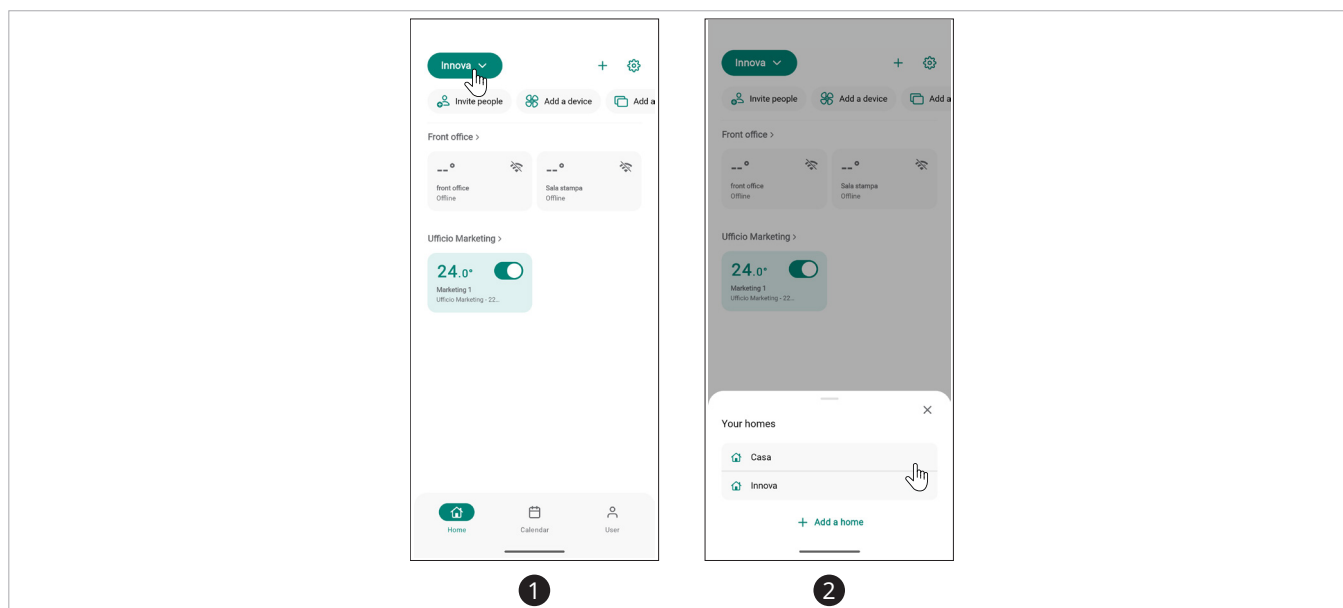 Innova
Invite people
Add a device
Add a
Front office >
--°
--°
front office
Offline
Sala stampa
Offline
Ufficio Marketing >
24.0°
Marketing 1
Ufficio Marketing - 22...
Home
Calendar
User
1
Innova
Invite people
Add a device
Add a
Front office >
--°
--°
front office
Offline
Sala stampa
Offline
Ufficio Marketing >
24.0°
Marketing 1
Ufficio Marketing - 22...
Your homes
Casa
Innova
+ Add a home
2